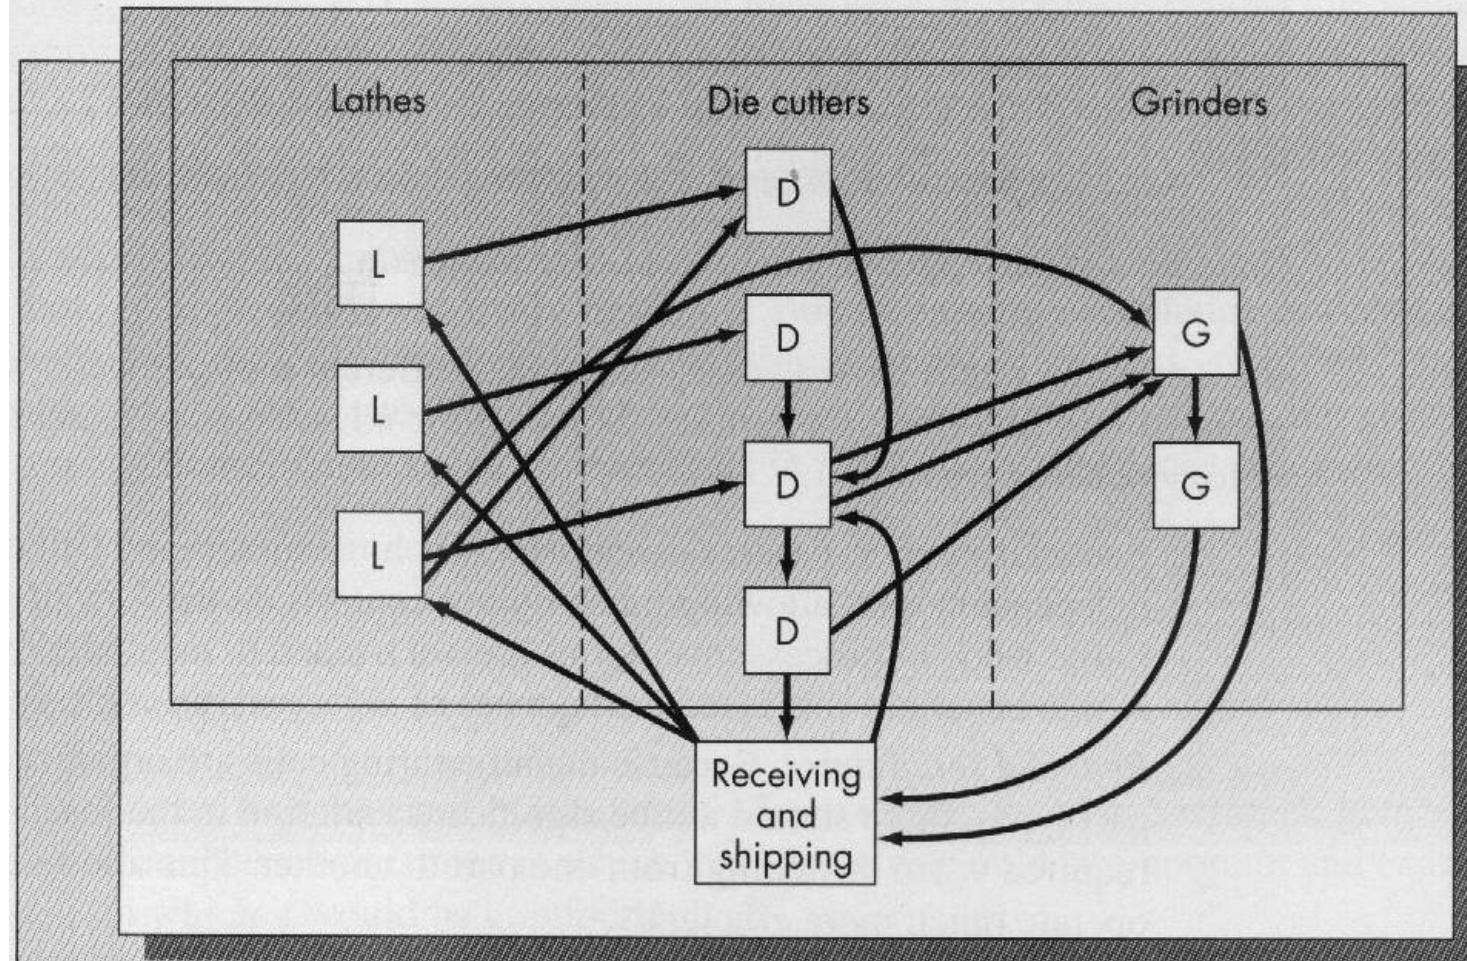 Lathes
Die cutters
Grinders
D
L
D
G
L
D
G
L
D
Receiving
and
shipping